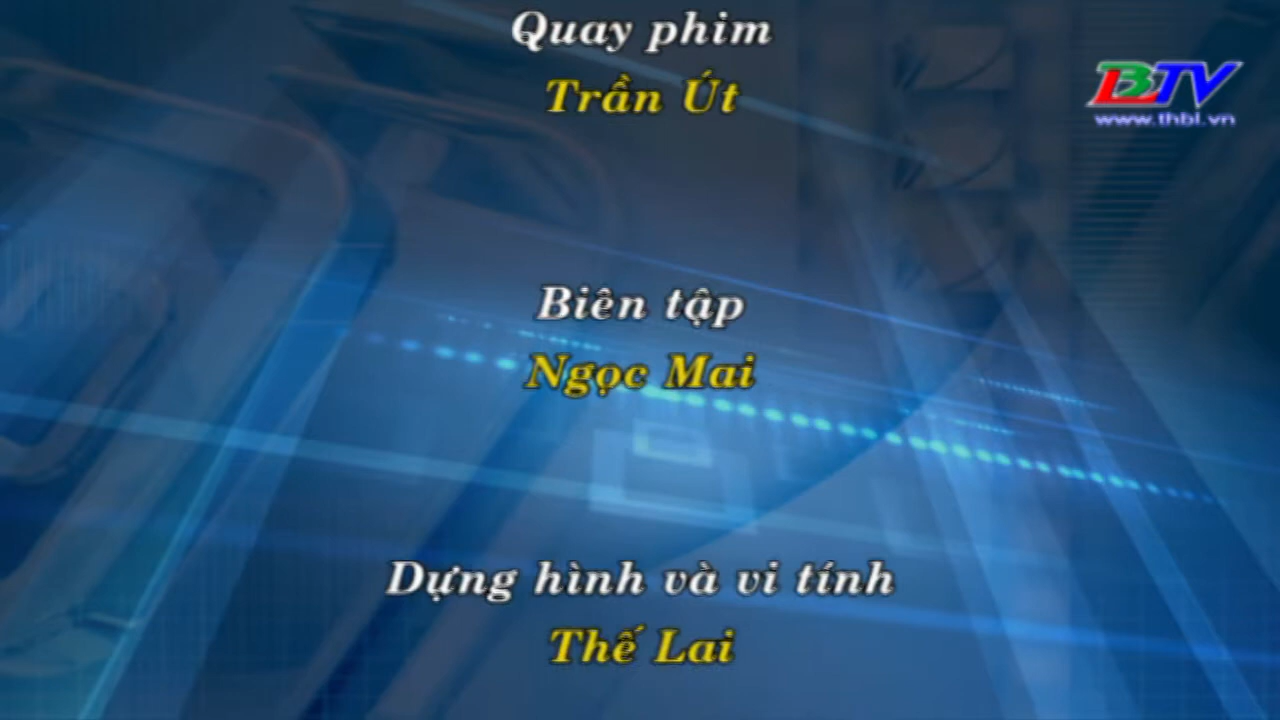 Quay phim
Trần Út
BTV
www.thbl.vn
Biên tập
Ngọc Mai
Dựng hình và vi tính
Thế Lai